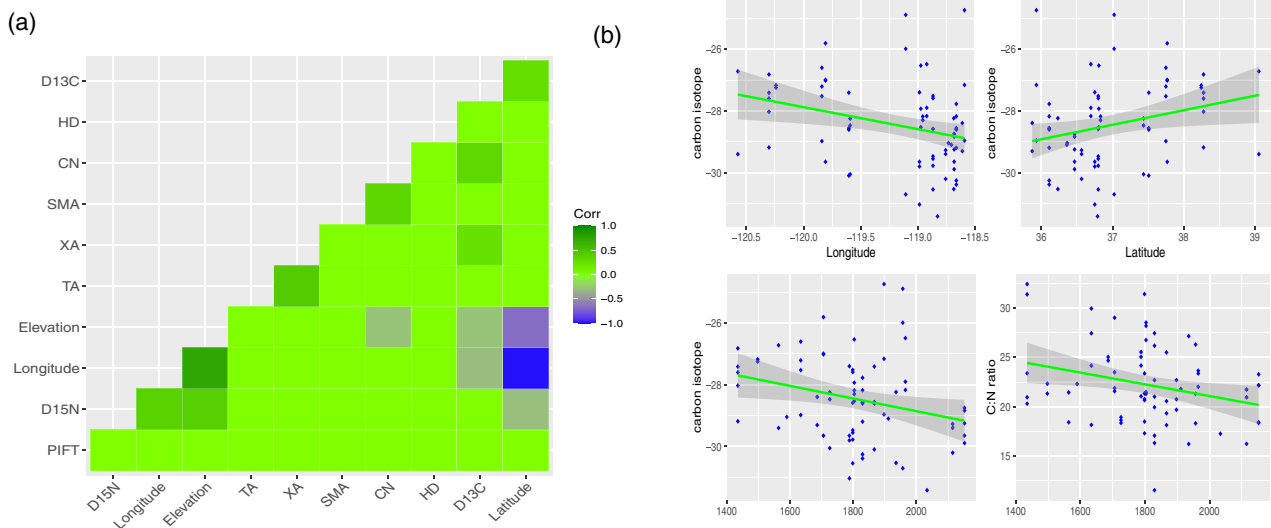 (a)
D13C
HD
CN
SMA
XA
TA
Elevation
Longitude
D15N
PIFT
D15N
Longitude
Elevation
TA
XA
SMA
CN
HD
D13C
Latitude
Corr
1.0
0.5
0.0
−0.5
−1.0
(b)
carbon isotope
−26
−28
−30
−120.5 −120.0 −119.5 −119.0 −118.5
Longitude
carbon isotope
−26
−28
−30
36 37 38 39
Latitude
carbon isotope
−26
−28
−30
1400 1600 1800 2000
C:N ratio
30
25
20
15
1400 1600 1800 2000